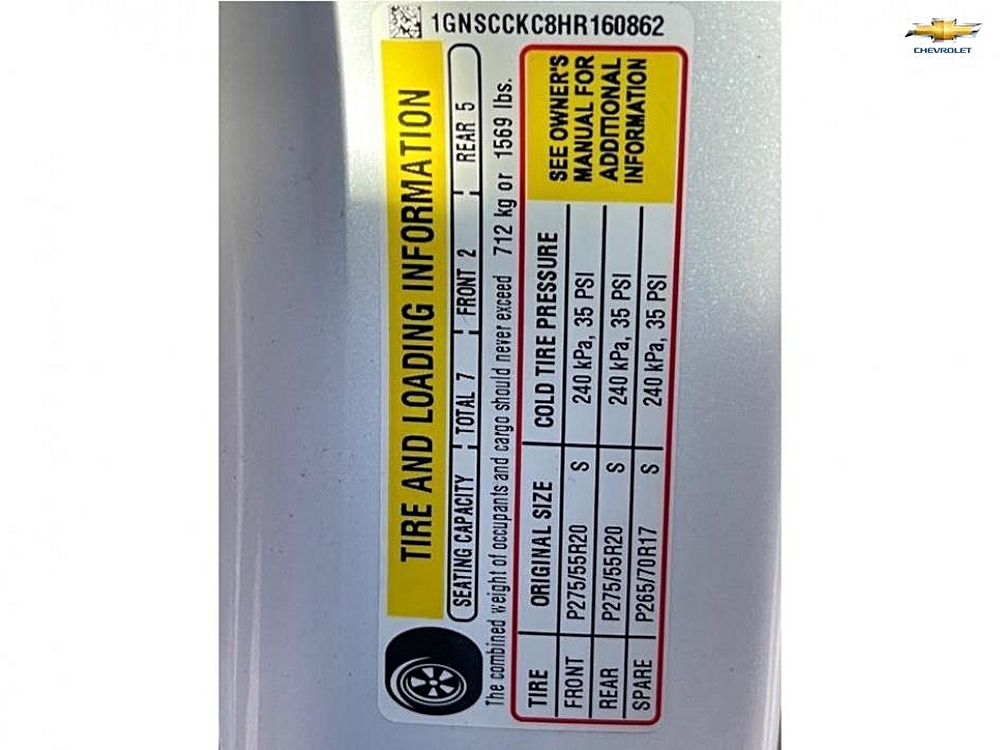 1GNSCCKC8HR160862
TIRE AND LOADING INFORMATION
SEATING CAPACITY TOTAL 7 FRONT 2 REAR 5
The combined weight of occupants and cargo should never exceed 712 kg or 1569 lbs.
TIRE ORIGINAL SIZE COLD TIRE PRESSURE
FRONT P275/55R20 S 240 kPa, 35 PSI
REAR P275/55R20 S 240 kPa, 35 PSI
SPARE P265/70R17 S 240 kPa, 35 PSI
SEE OWNER'S
MANUAL FOR
ADDITIONAL
INFORMATION
CHEVROLET